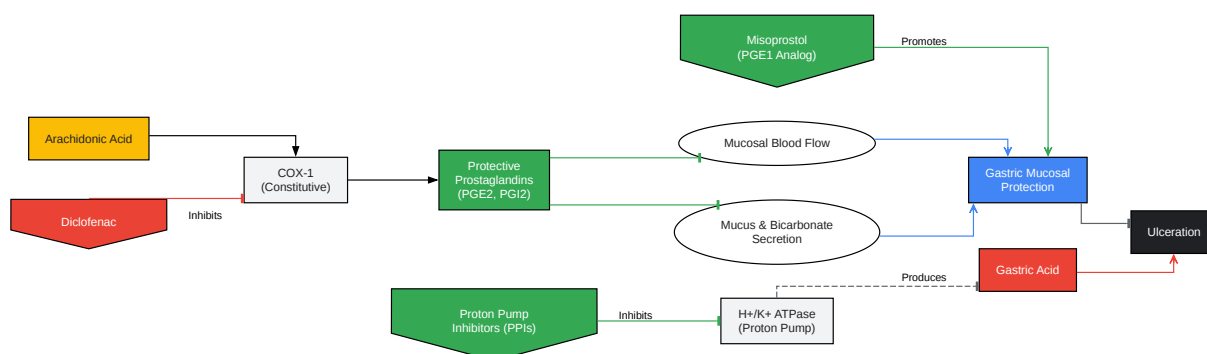 Misoprostol
(PGE1 Analog)
Promotes
Arachidonic Acid
Mucosal Blood Flow
COX-1
(Constitutive)
Protective
Prostaglandins
(PGE2, PGI2)
Gastric Mucosal
Protection
Diclofenac
Inhibits
Mucus & Bicarbonate
Secretion
Ulceration
Gastric Acid
Produces
Proton Pump
Inhibitors (PPIs)
Inhibits
H+/K+ ATPase
(Proton Pump)